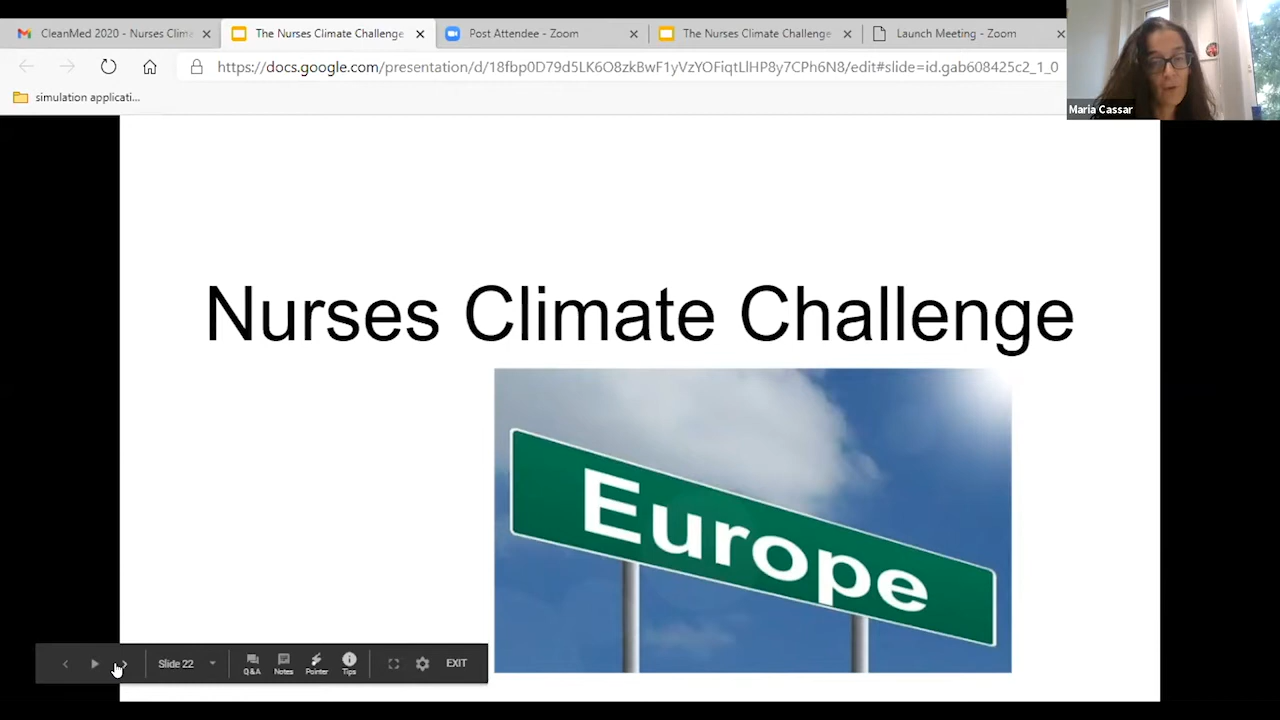 CleanMed 2020 - Nurses Clima
The Nurses Climate Challenge
Post Attendee - Zoom
The Nurses Climate Challenge
Launch Meeting - Zoom
https://docs.google.com/presentation/d/18fbp0D79d5LK6O8zkBwF1yVzYOFiqtLlHP8y7CPh6N8/edit#slide=id.gab608425c2_1_0
simulation applicati...
Maria Cassar
Nurses Climate Challenge
Europe
Slide 22
Q&A
Notes
Pointer
Tips
EXIT